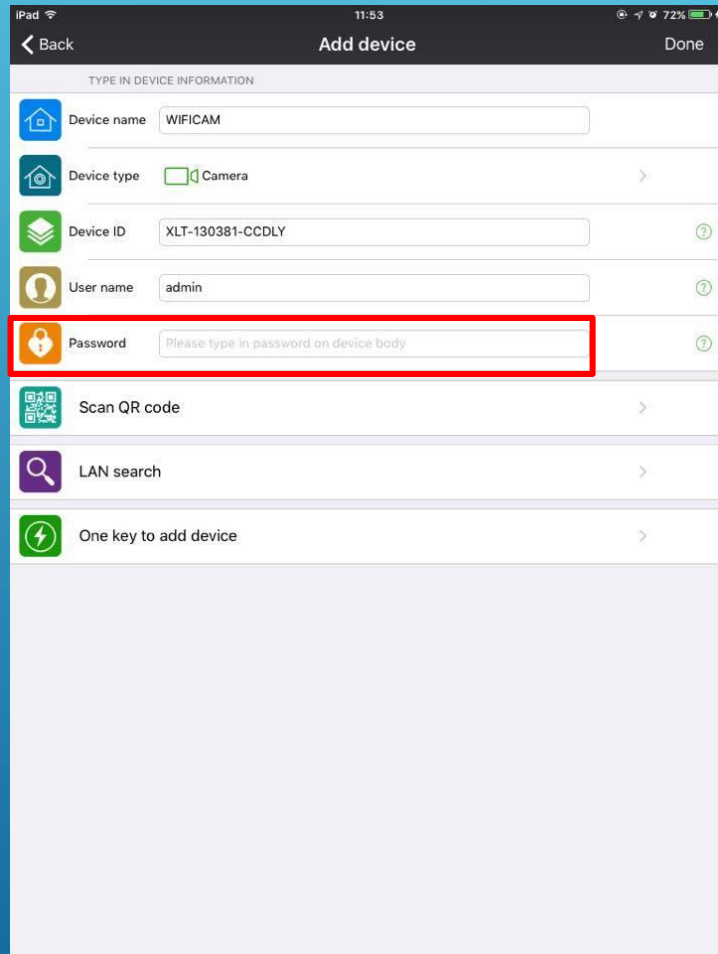 iPad 11:53 72%
Back Add device Done
TYPE IN DEVICE INFORMATION
Device name WIFICAM
Device type Camera
Device ID XLT-130381-CCDLY ?
User name admin ?
Password Please type in password on device body ?
Scan QR code
LAN search
One key to add device